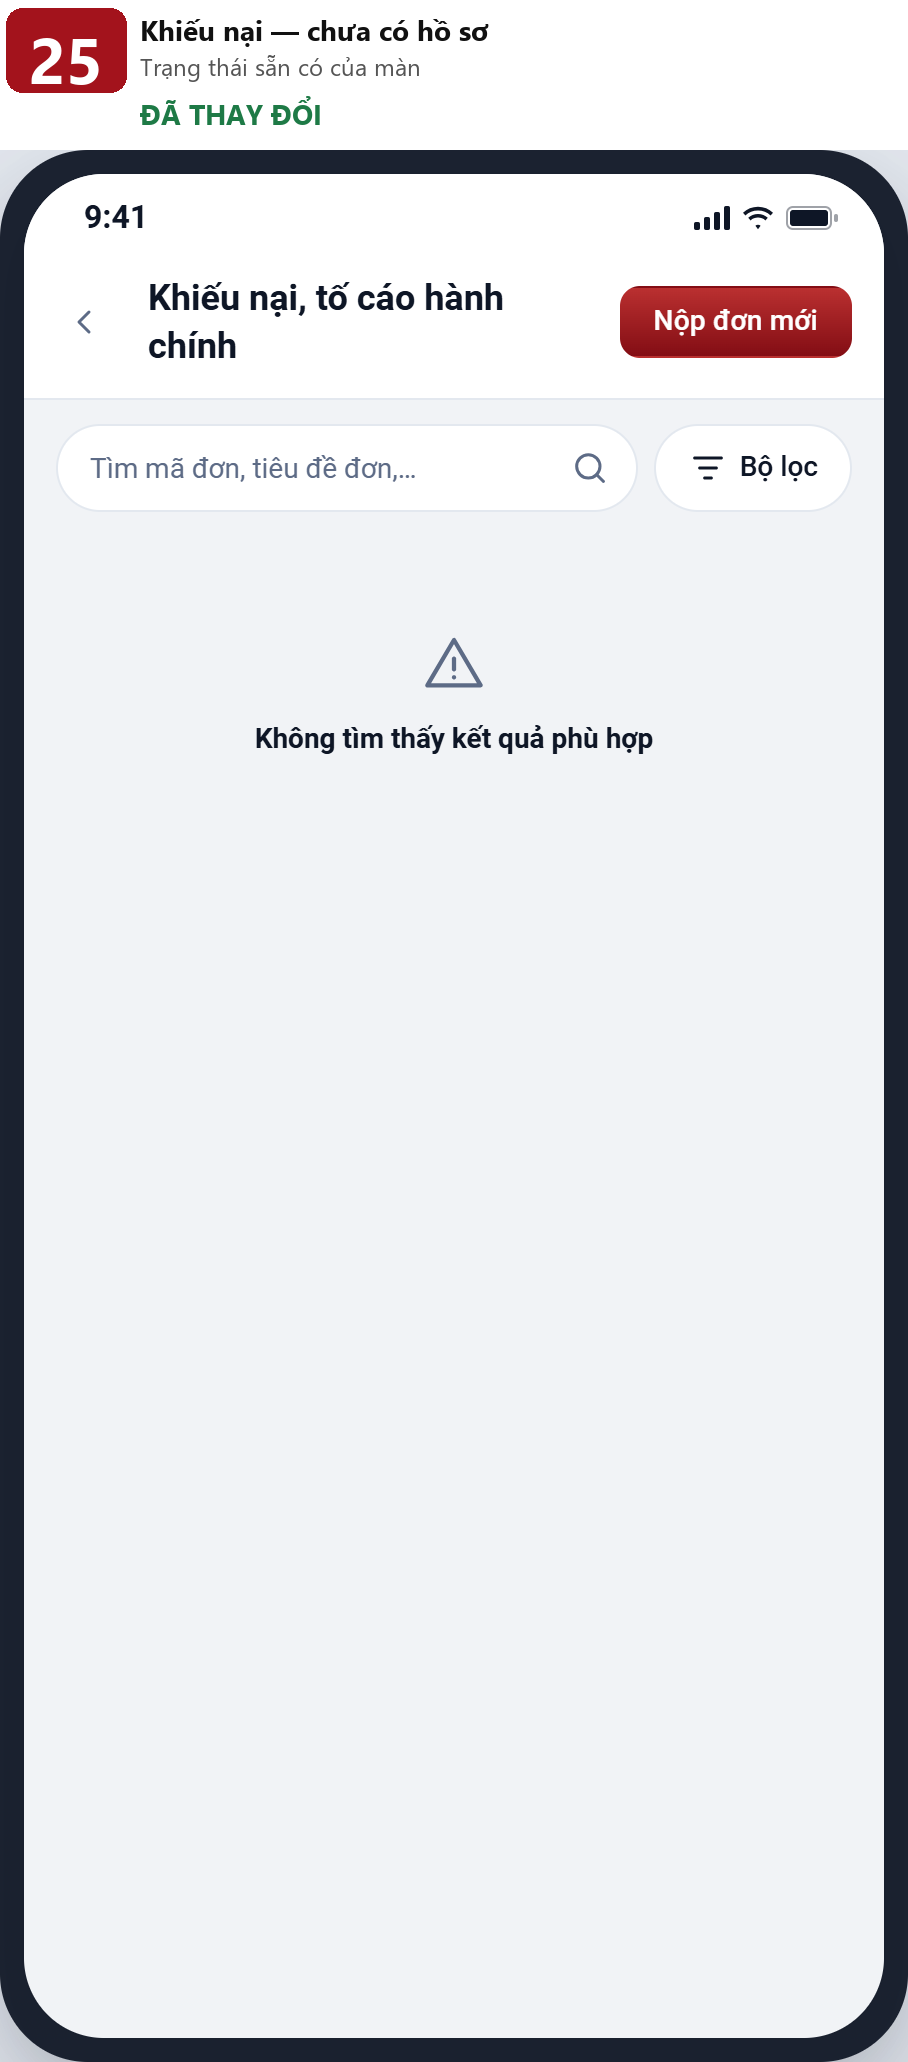 25
Khiếu nại — chưa có hồ sơ
Trạng thái sẵn có của màn
ĐÃ THAY ĐỔI
9:41
Khiếu nại, tố cáo hành
chính
Nộp đơn mới
Tìm mã đơn, tiêu đề đơn,...
Bộ lọc
Không tìm thấy kết quả phù hợp